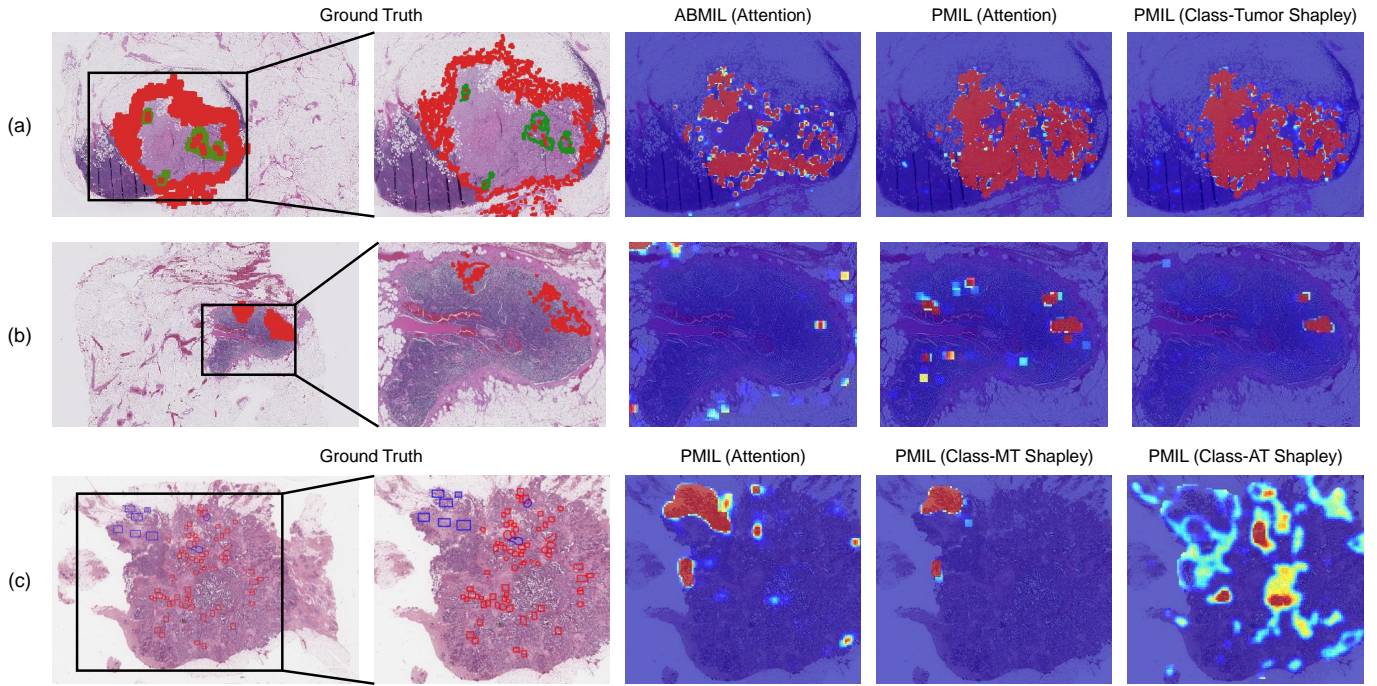 Ground Truth
ABMIL (Attention)
PMIL (Attention)
PMIL (Class-Tumor Shapley)
(a)
(b)
Ground Truth
PMIL (Attention)
PMIL (Class-MT Shapley)
PMIL (Class-AT Shapley)
(c)